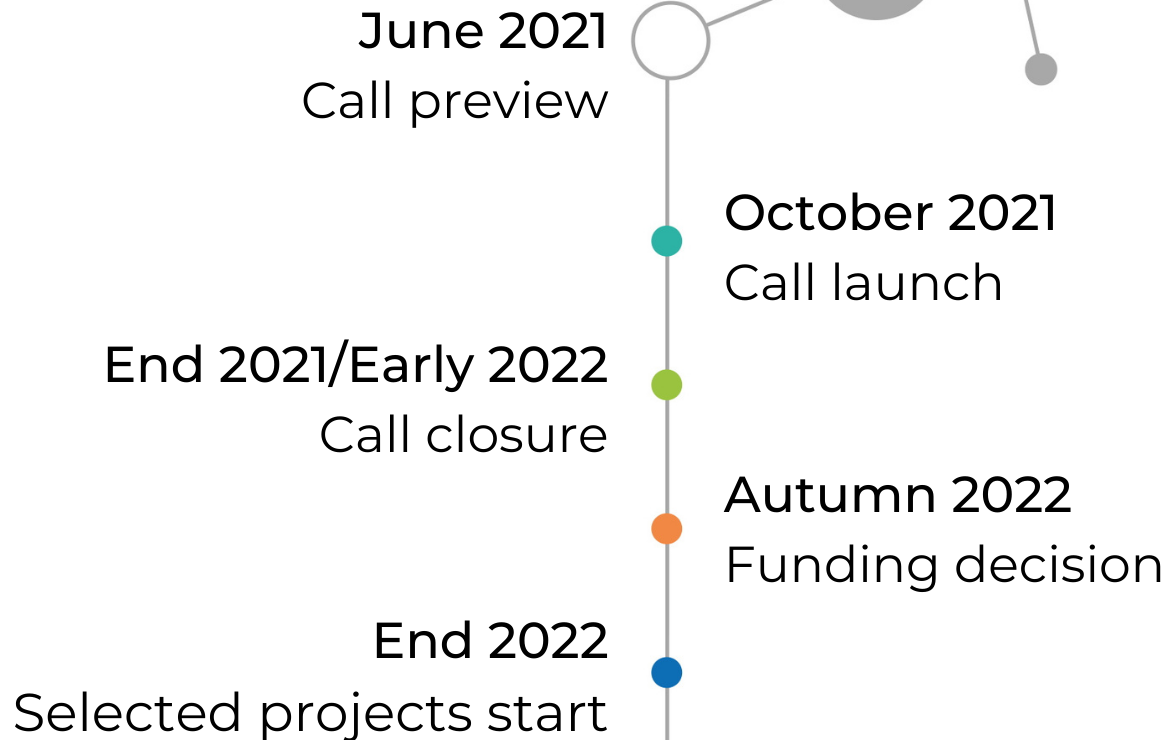 June 2021
Call preview
October 2021
Call launch
End 2021/Early 2022
Call closure
Autumn 2022
Funding decision
End 2022
Selected projects start